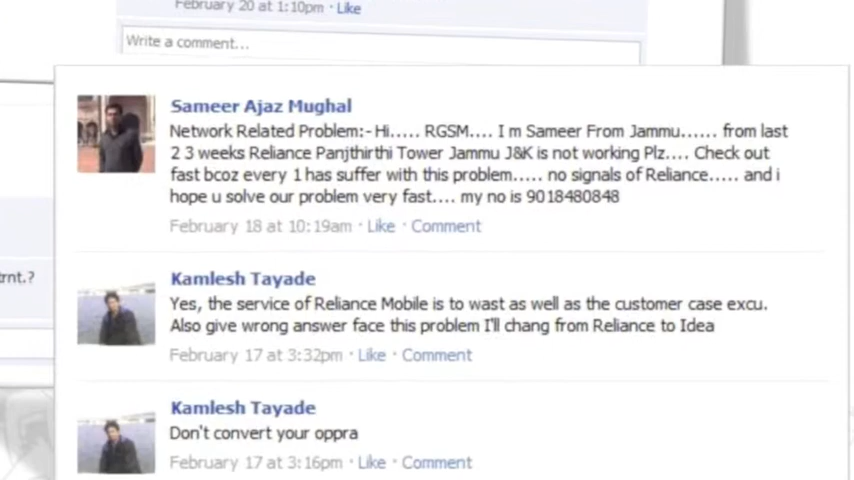 February 20 at 1:10pm · Like
Write a comment...
Sameer Ajaz Mughal
Network Related Problem:- Hi..... RGSM.... I m Sameer From Jammu...... from last
2 3 weeks Reliance Panjthirthi Tower Jammu J&K is not working Plz.... Check out
fast bcoz every 1 has suffer with this problem..... no signals of Reliance..... and i
hope u solve our problem very fast.... my no is 9018480848
February 18 at 10:19am · Like · Comment
trnt.?
Kamlesh Tayade
Yes, the service of Reliance Mobile is to wast as well as the customer case excu.
Also give wrong answer face this problem I'll chang from Reliance to Idea
February 17 at 3:32pm · Like · Comment
Kamlesh Tayade
Don't convert your oppra
February 17 at 3:16pm · Like · Comment